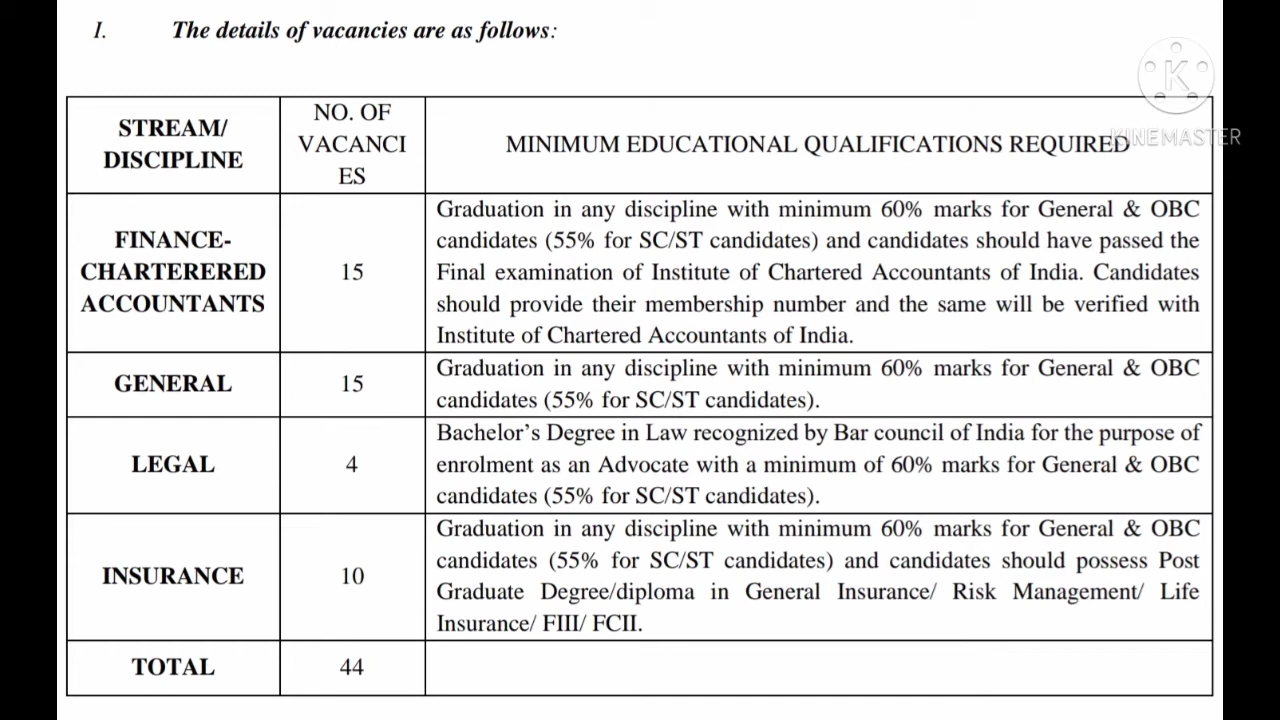 I. The details of vacancies are as follows:
STREAM/
DISCIPLINE
NO. OF
VACANCI
ES
MINIMUM EDUCATIONAL QUALIFICATIONS REQUIRED
K
KINEMASTER
FINANCE-
CHARTERERED
ACCOUNTANTS
15
Graduation in any discipline with minimum 60% marks for General & OBC
candidates (55% for SC/ST candidates) and candidates should have passed the
Final examination of Institute of Chartered Accountants of India. Candidates
should provide their membership number and the same will be verified with
Institute of Chartered Accountants of India.
GENERAL
15
Graduation in any discipline with minimum 60% marks for General & OBC
candidates (55% for SC/ST candidates).
LEGAL
4
Bachelor’s Degree in Law recognized by Bar council of India for the purpose of
enrolment as an Advocate with a minimum of 60% marks for General & OBC
candidates (55% for SC/ST candidates).
INSURANCE
10
Graduation in any discipline with minimum 60% marks for General & OBC
candidates (55% for SC/ST candidates) and candidates should possess Post
Graduate Degree/diploma in General Insurance/ Risk Management/ Life
Insurance/ FIII/ FCII.
TOTAL
44